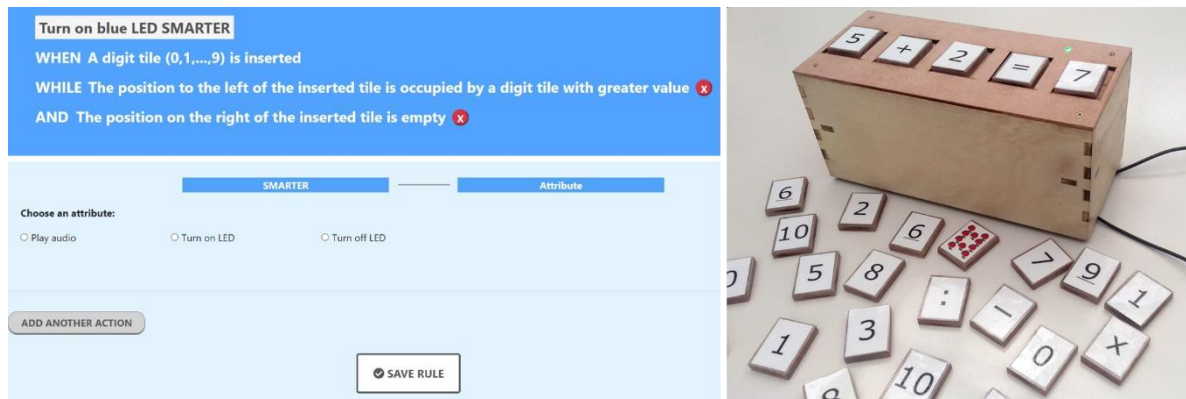 Turn on blue LED SMARTER
WHEN A digit tile (0,1,...,9) is inserted
WHILE The position to the left of the inserted tile is occupied by a digit tile with greater value x
AND The position on the right of the inserted tile is empty x
SMARTER Attribute
Choose an attribute:
Play audio Turn on LED Turn off LED
ADD ANOTHER ACTION
SAVE RULE
5 + 2 = 7
6 2 6
10 5 8 7 9 1
: −
1 3 0 x
10